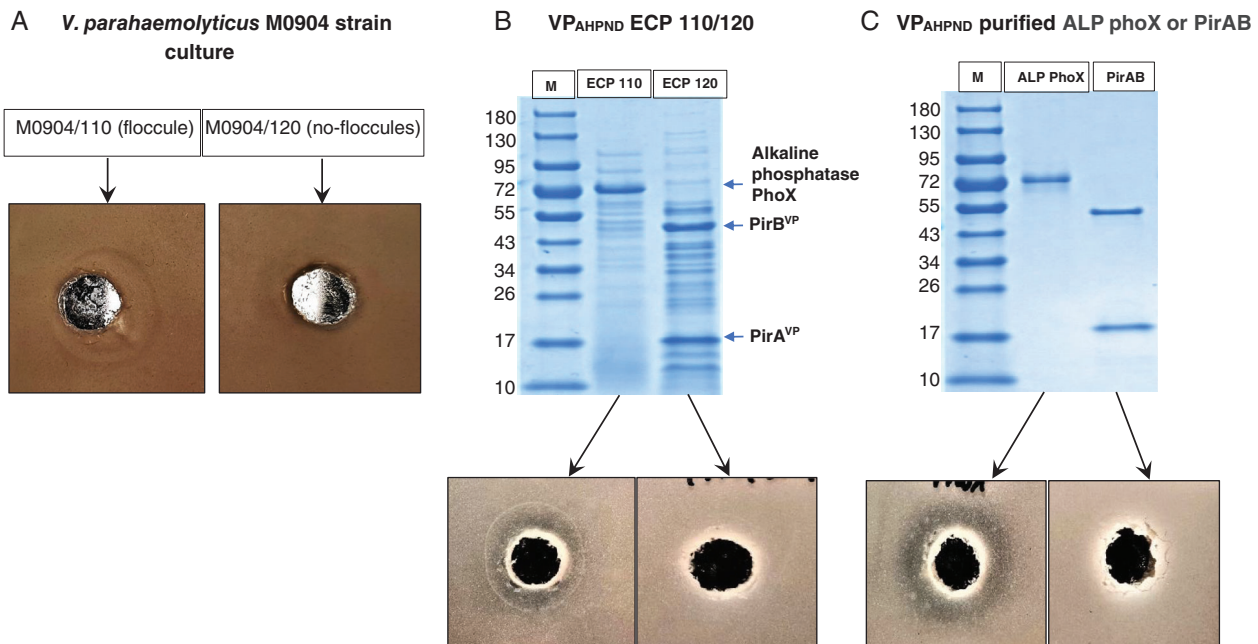 A
V. parahaemolyticus M0904 strain
culture
M0904/110 (floccule)
M0904/120 (no-floccules)
B
VPAHPND ECP 110/120
M
ECP 110
ECP 120
180
130
95
72
55
43
34
26
17
10
Alkaline
phosphatase
PhoX
PirBVP
PirAVP
C
VPAHPND purified ALP phoX or PirAB
M
ALP PhoX
PirAB
180
130
95
72
55
43
34
26
17
10